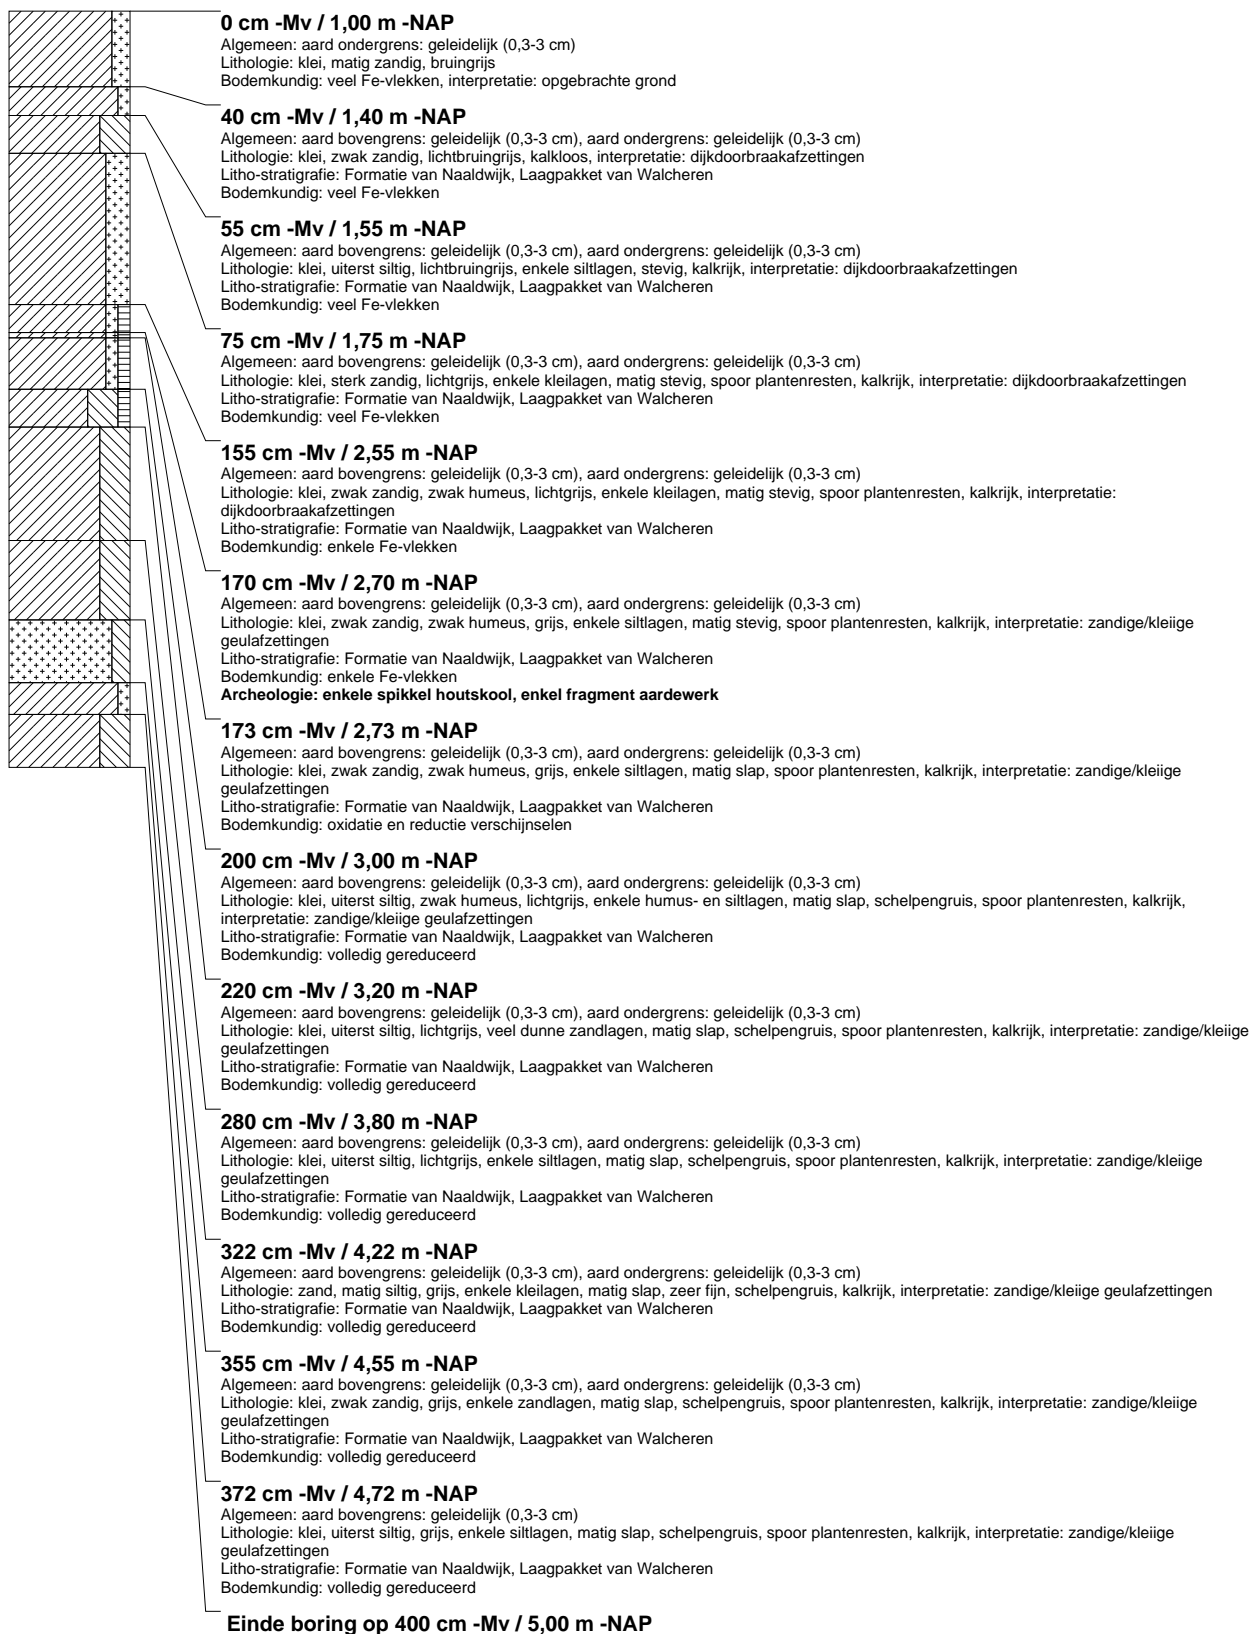 0 cm -Mv / 1,00 m -NAP
Algemeen: aard ondergrens: geleidelijk (0,3-3 cm)
Lithologie: klei, matig zandig, bruingrijs
Bodemkundig: veel Fe-vlekken, interpretatie: opgebrachte grond
40 cm -Mv / 1,40 m -NAP
Algemeen: aard bovengrens: geleidelijk (0,3-3 cm), aard ondergrens: geleidelijk (0,3-3 cm)
Lithologie: klei, zwak zandig, lichtbruingrijs, kalkloos, interpretatie: dijkdoorbraakafzettingen
Litho-stratigrafie: Formatie van Naaldwijk, Laagpakket van Walcheren
Bodemkundig: veel Fe-vlekken
55 cm -Mv / 1,55 m -NAP
Algemeen: aard bovengrens: geleidelijk (0,3-3 cm), aard ondergrens: geleidelijk (0,3-3 cm)
Lithologie: klei, uiterst siltig, lichtbruingrijs, enkele siltlagen, stevig, kalkrijk, interpretatie: dijkdoorbraakafzettingen
Litho-stratigrafie: Formatie van Naaldwijk, Laagpakket van Walcheren
Bodemkundig: veel Fe-vlekken
75 cm -Mv / 1,75 m -NAP
Algemeen: aard bovengrens: geleidelijk (0,3-3 cm), aard ondergrens: geleidelijk (0,3-3 cm)
Lithologie: klei, sterk zandig, lichtgrijs, enkele kleilagen, matig stevig, spoor plantenresten, kalkrijk, interpretatie: dijkdoorbraakafzettingen
Litho-stratigrafie: Formatie van Naaldwijk, Laagpakket van Walcheren
Bodemkundig: veel Fe-vlekken
155 cm -Mv / 2,55 m -NAP
Algemeen: aard bovengrens: geleidelijk (0,3-3 cm), aard ondergrens: geleidelijk (0,3-3 cm)
Lithologie: klei, zwak zandig, zwak humeus, lichtgrijs, enkele kleilagen, matig stevig, spoor plantenresten, kalkrijk, interpretatie:
dijkdoorbraakafzettingen
Litho-stratigrafie: Formatie van Naaldwijk, Laagpakket van Walcheren
Bodemkundig: enkele Fe-vlekken
170 cm -Mv / 2,70 m -NAP
Algemeen: aard bovengrens: geleidelijk (0,3-3 cm), aard ondergrens: geleidelijk (0,3-3 cm)
Lithologie: klei, zwak zandig, zwak humeus, grijs, enkele siltlagen, matig stevig, spoor plantenresten, kalkrijk, interpretatie: zandige/kleiige
geulafzettingen
Litho-stratigrafie: Formatie van Naaldwijk, Laagpakket van Walcheren
Bodemkundig: enkele Fe-vlekken
Archeologie: enkele spikkel houtskool, enkel fragment aardewerk
173 cm -Mv / 2,73 m -NAP
Algemeen: aard bovengrens: geleidelijk (0,3-3 cm), aard ondergrens: geleidelijk (0,3-3 cm)
Lithologie: klei, zwak zandig, zwak humeus, grijs, enkele siltlagen, matig slap, spoor plantenresten, kalkrijk, interpretatie: zandige/kleiige
geulafzettingen
Litho-stratigrafie: Formatie van Naaldwijk, Laagpakket van Walcheren
Bodemkundig: oxidatie en reductie verschijnselen
200 cm -Mv / 3,00 m -NAP
Algemeen: aard bovengrens: geleidelijk (0,3-3 cm), aard ondergrens: geleidelijk (0,3-3 cm)
Lithologie: klei, uiterst siltig, zwak humeus, lichtgrijs, enkele humus- en siltlagen, matig slap, schelpengruis, spoor plantenresten, kalkrijk,
interpretatie: zandige/kleiige geulafzettingen
Litho-stratigrafie: Formatie van Naaldwijk, Laagpakket van Walcheren
Bodemkundig: volledig gereduceerd
220 cm -Mv / 3,20 m -NAP
Algemeen: aard bovengrens: geleidelijk (0,3-3 cm), aard ondergrens: geleidelijk (0,3-3 cm)
Lithologie: klei, uiterst siltig, lichtgrijs, veel dunne zandlagen, matig slap, schelpengruis, spoor plantenresten, kalkrijk, interpretatie: zandige/kleiige
geulafzettingen
Litho-stratigrafie: Formatie van Naaldwijk, Laagpakket van Walcheren
Bodemkundig: volledig gereduceerd
280 cm -Mv / 3,80 m -NAP
Algemeen: aard bovengrens: geleidelijk (0,3-3 cm), aard ondergrens: geleidelijk (0,3-3 cm)
Lithologie: klei, uiterst siltig, lichtgrijs, enkele siltlagen, matig slap, schelpengruis, spoor plantenresten, kalkrijk, interpretatie: zandige/kleiige
geulafzettingen
Litho-stratigrafie: Formatie van Naaldwijk, Laagpakket van Walcheren
Bodemkundig: volledig gereduceerd
322 cm -Mv / 4,22 m -NAP
Algemeen: aard bovengrens: geleidelijk (0,3-3 cm), aard ondergrens: geleidelijk (0,3-3 cm)
Lithologie: zand, matig siltig, grijs, enkele kleilagen, matig slap, zeer fijn, schelpengruis, kalkrijk, interpretatie: zandige/kleiige geulafzettingen
Litho-stratigrafie: Formatie van Naaldwijk, Laagpakket van Walcheren
Bodemkundig: volledig gereduceerd
355 cm -Mv / 4,55 m -NAP
Algemeen: aard bovengrens: geleidelijk (0,3-3 cm), aard ondergrens: geleidelijk (0,3-3 cm)
Lithologie: klei, zwak zandig, grijs, enkele zandlagen, matig slap, schelpengruis, spoor plantenresten, kalkrijk, interpretatie: zandige/kleiige
geulafzettingen
Litho-stratigrafie: Formatie van Naaldwijk, Laagpakket van Walcheren
Bodemkundig: volledig gereduceerd
372 cm -Mv / 4,72 m -NAP
Algemeen: aard bovengrens: geleidelijk (0,3-3 cm)
Lithologie: klei, uiterst siltig, grijs, enkele siltlagen, matig slap, schelpengruis, spoor plantenresten, kalkrijk, interpretatie: zandige/kleiige
geulafzettingen
Litho-stratigrafie: Formatie van Naaldwijk, Laagpakket van Walcheren
Bodemkundig: volledig gereduceerd
Einde boring op 400 cm -Mv / 5,00 m -NAP